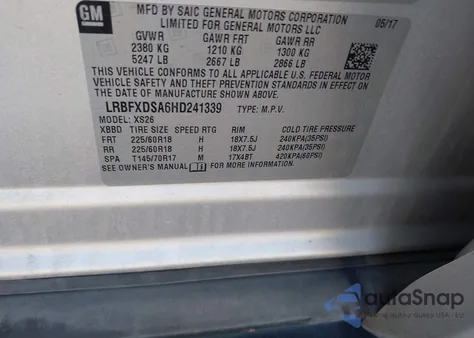 GM
MFD BY SAIC GENERAL MOTORS CORPORATION
LIMITED FOR GENERAL MOTORS LLC
05/17
GVWR GAWR FRT GAWR RR
2380 KG 1210 KG 1300 KG
5247 LB 2667 LB 2866 LB
THIS VEHICLE CONFORMS TO ALL APPLICABLE U.S. FEDERAL MOTOR
VEHICLE SAFETY AND THEFT PREVENTION STANDARDS IN
EFFECT ON THE DATE OF MANUFACTURE SHOWN ABOVE.
LRBFXDSA6HD241339 TYPE: M.P.V.
MODEL: XS26
XBBD TIRE SIZE SPEED RTG RIM COLD TIRE PRESSURE
FRT 225/60R18 H 18X7.5J 240KPA(35PSI)
RR 225/60R18 H 18X7.5J 240KPA(35PSI)
SPA T145/70R17 M 17X4BT 420KPA(60PSI)
SEE OWNER'S MANUAL
autoSnap